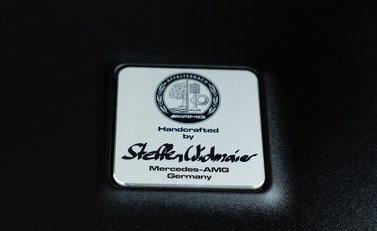 AFFALTERBACH
AMG
Handcrafted
by
Steffen Widmaier
Mercedes-AMG
Germany